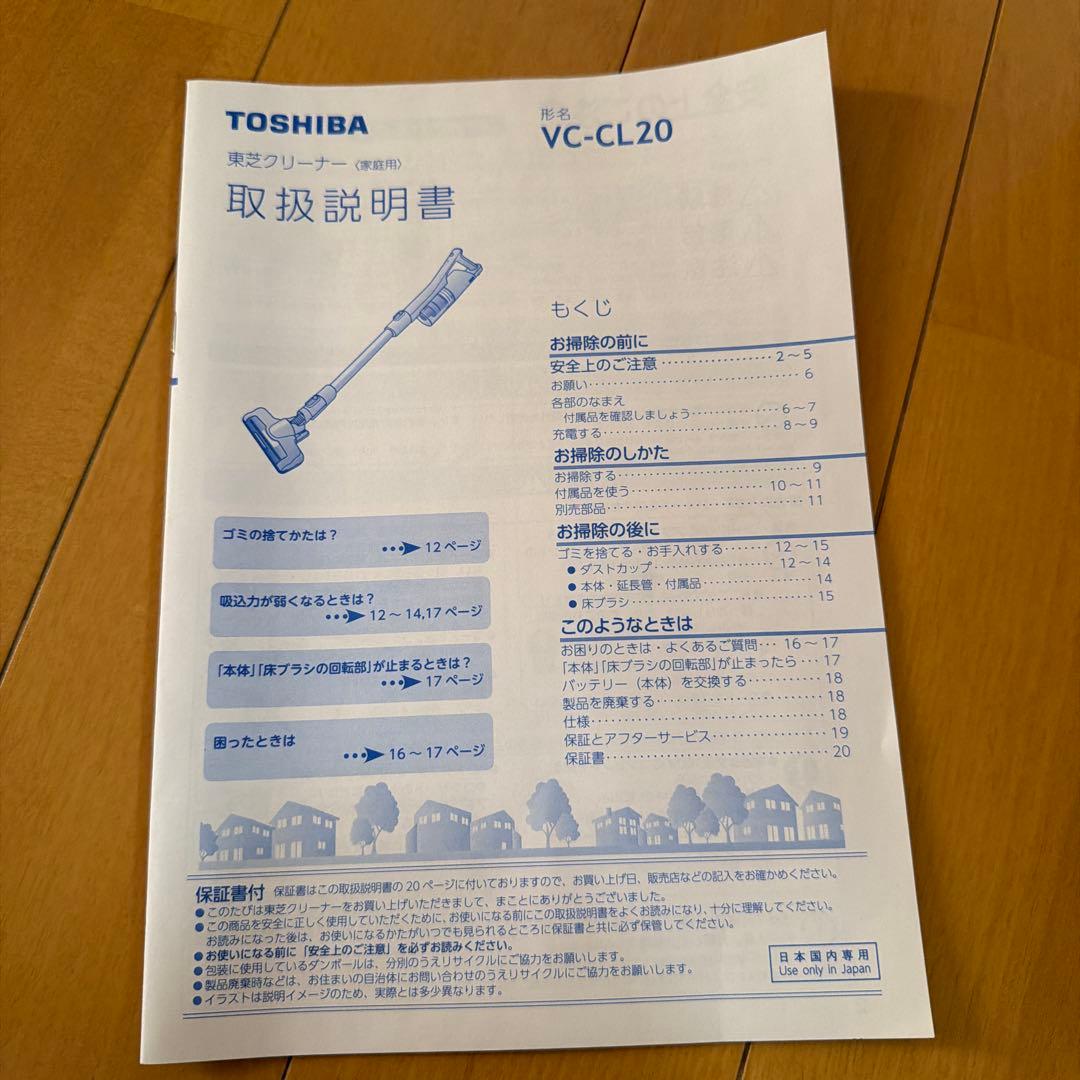 TOSHIBA
東芝クリーナー〈家庭用〉
取扱説明書
形名
VC-CL20
ゴミの捨てかたは？
12ページ
吸込力が弱くなるときは？
12～14,17ページ
「本体」「床ブラシの回転部」が止まるときは？
17ページ
困ったときは
16～17ページ
もくじ
お掃除の前に
安全上のご注意 ･･････････････････ 2～5
お願い ･･････････････････････････････ 6
各部のなまえ
付属品を確認しましょう ･･････････････ 6～7
充電する ････････････････････････････ 8～9
お掃除のしかた
お掃除する ･･････････････････････････ 9
付属品を使う ････････････････････ 10～11
別売部品 ････････････････････････････ 11
お掃除の後に
ゴミを捨てる・お手入れする ･･････ 12～15
● ダストカップ ････････････････････ 12～14
● 本体・延長管・付属品 ････････････････ 14
● 床ブラシ ････････････････････････････ 15
このようなときは
お困りのときは・よくあるご質問 ･･･ 16～17
「本体」「床ブラシの回転部」が止まったら ･･･ 17
バッテリー（本体）を交換する ･･････････ 18
製品を廃棄する ････････････････････････ 18
仕様 ････････････････････････････････ 18
保証とアフターサービス ････････････････ 19
保証書 ････････････････････････････････ 20
保証書付 保証書はこの取扱説明書の20ページに付いておりますので、お買い上げ日、販売店などの記入をお確かめください。
● このたびは東芝クリーナーをお買い上げいただきまして、まことにありがとうございました。
● この商品を安全に正しく使用していただくために、お使いになる前にこの取扱説明書をよくお読みになり、十分に理解してください。
お読みになった後は、お使いになるかたがいつでも見られるところに保証書と共に必ず保管してください。
● お使いになる前に「安全上のご注意」を必ずお読みください。
● 包装に使用しているダンボールは、分別のうえリサイクルにご協力をお願いします。
● 製品廃棄時などは、お住まいの自治体にお問い合わせのうえリサイクルにご協力をお願いします。
● イラストは説明イメージのため、実際とは多少異なります。
日本国内専用
Use only in Japan